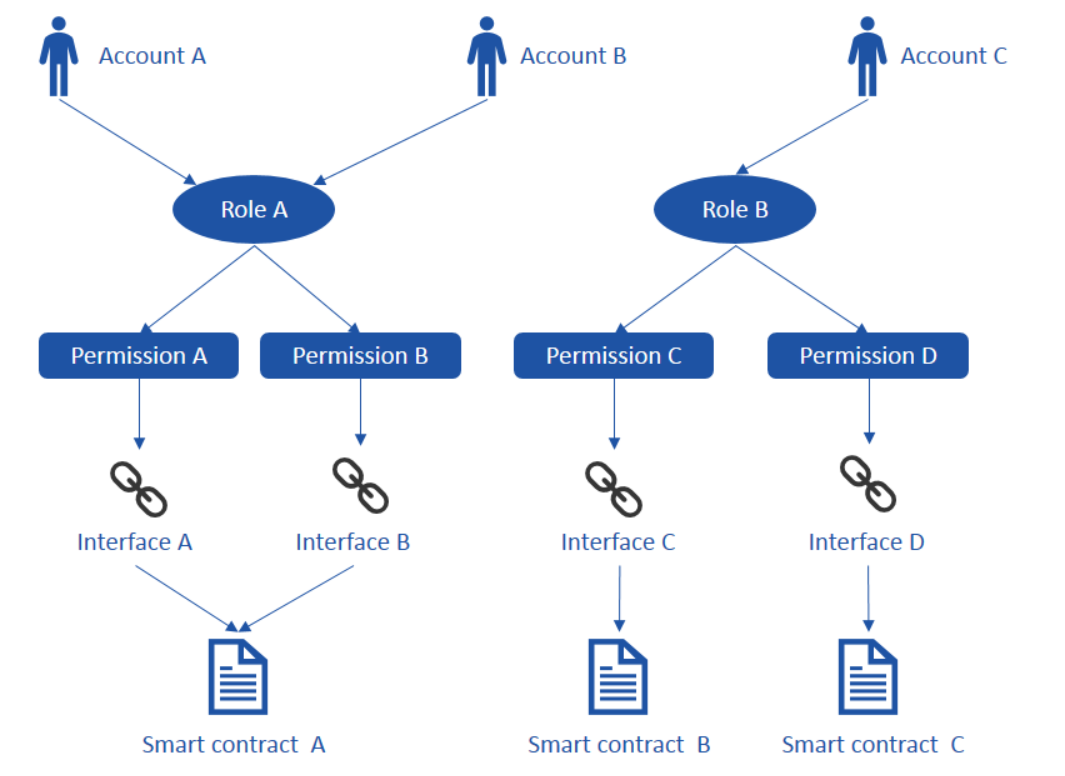 Account A
Account B
Account C
Role A
Role B
Permission A
Permission B
Permission C
Permission D
Interface A
Interface B
Interface C
Interface D
Smart contract A
Smart contract B
Smart contract C